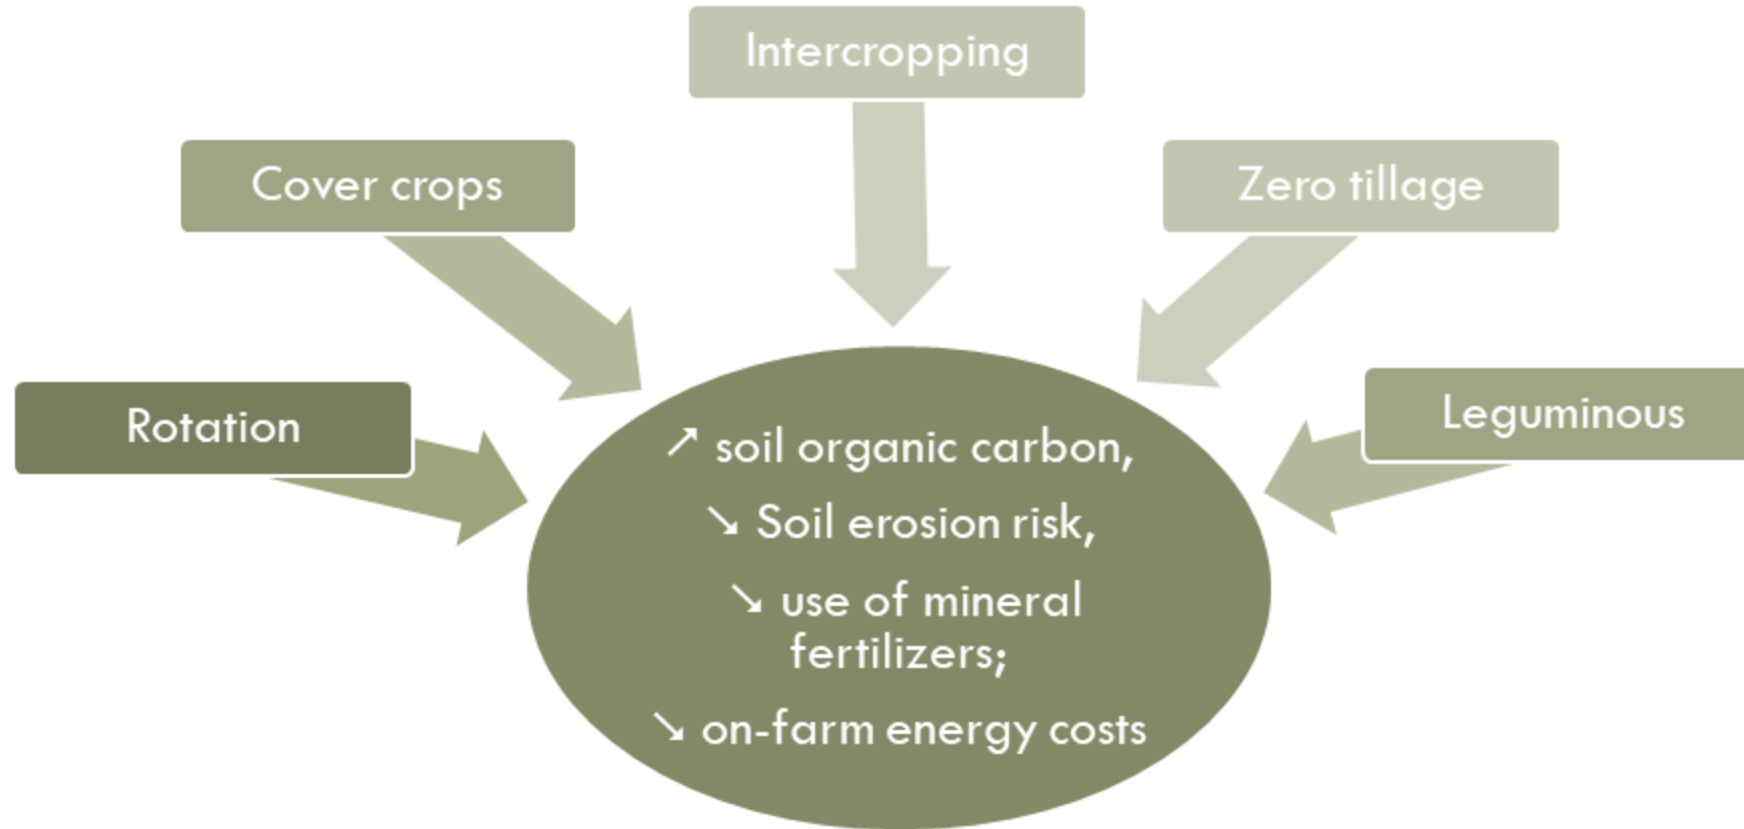 Intercropping
Cover crops
Zero tillage
Rotation
Leguminous
↗ soil organic carbon,
↘ Soil erosion risk,
↘ use of mineral
fertilizers;
↘ on-farm energy costs